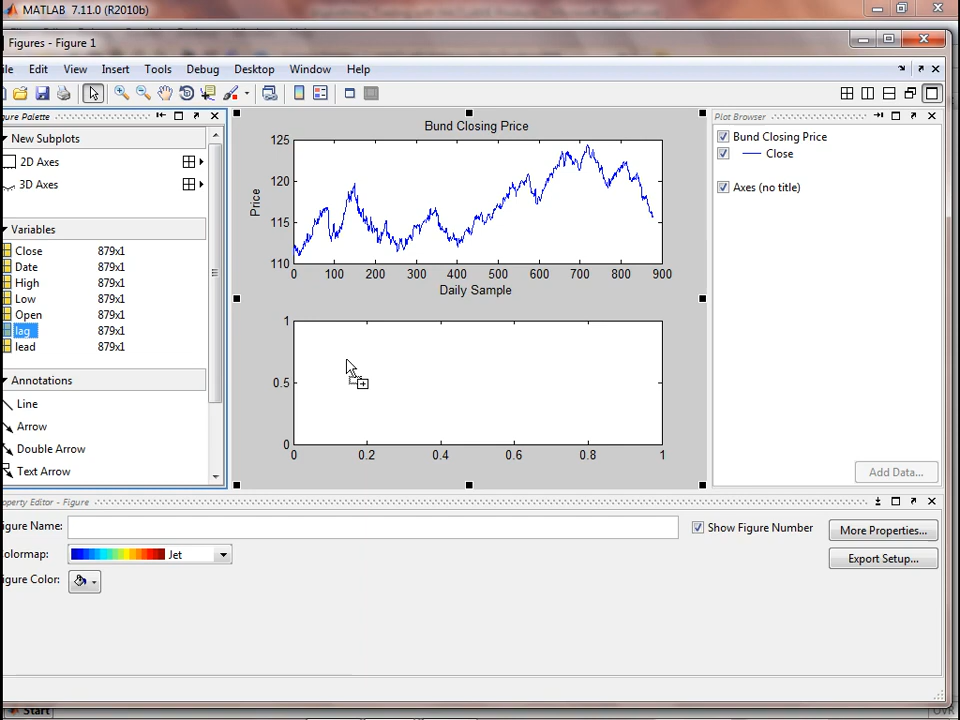 MATLAB 7.11.0 (R2010b)
Figures - Figure 1
ile Edit View Insert Tools Debug Desktop Window Help
igure Palette
Plot Browser
New Subplots
2D Axes
3D Axes
Variables
Close 879x1
Date 879x1
High 879x1
Low 879x1
Open 879x1
lag 879x1
lead 879x1
Annotations
Line
Arrow
Double Arrow
Text Arrow
Bund Closing Price
125
120
115
110
Price
0 100 200 300 400 500 600 700 800 900
Daily Sample
1
0.5
0
0 0.2 0.4 0.6 0.8 1
Bund Closing Price
Close
Axes (no title)
Add Data...
roperty Editor - Figure
igure Name:
Show Figure Number
More Properties...
olormap: Jet
Export Setup...
igure Color:
Start
OVR